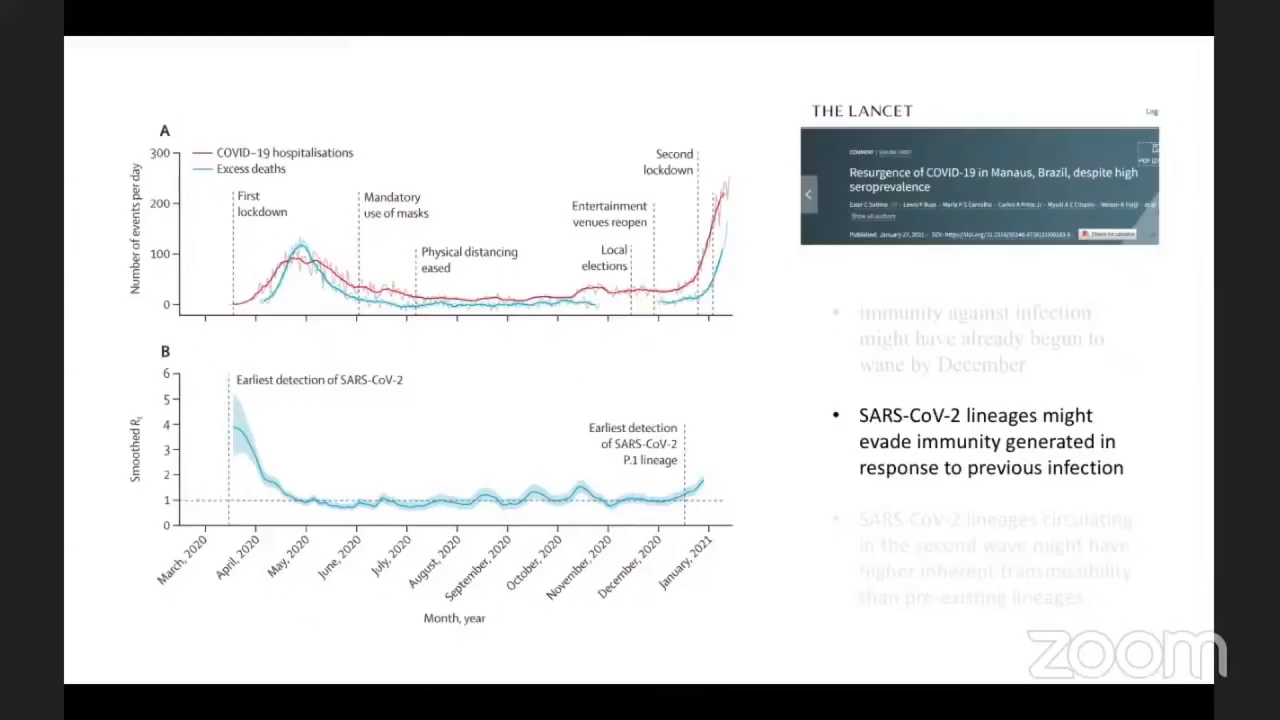 A
300
200
100
0
Number of events per day
COVID-19 hospitalisations
Excess deaths
First
lockdown
Mandatory
use of masks
Physical distancing
eased
Entertainment
venues reopen
Local
elections
Second
lockdown
B
6
5
4
3
2
1
0
Smoothed Rt
Earliest detection of SARS-CoV-2
Earliest detection
of SARS-CoV-2
P.1 lineage
March, 2020
April, 2020
May, 2020
June, 2020
July, 2020
August, 2020
September, 2020
October, 2020
November, 2020
December, 2020
January, 2021
Month, year
THE LANCET
Log
COMMENT
Resurgence of COVID-19 in Manaus, Brazil, despite high
seroprevalence
Show all authors
Published: January 27, 2021
Check for updates
• immunity against infection
might have already begun to
wane by December
• SARS-CoV-2 lineages might
evade immunity generated in
response to previous infection
• SARS-CoV-2 lineages circulating
in the second wave might have
higher inherent transmissibility
than pre-existing lineages
zoom